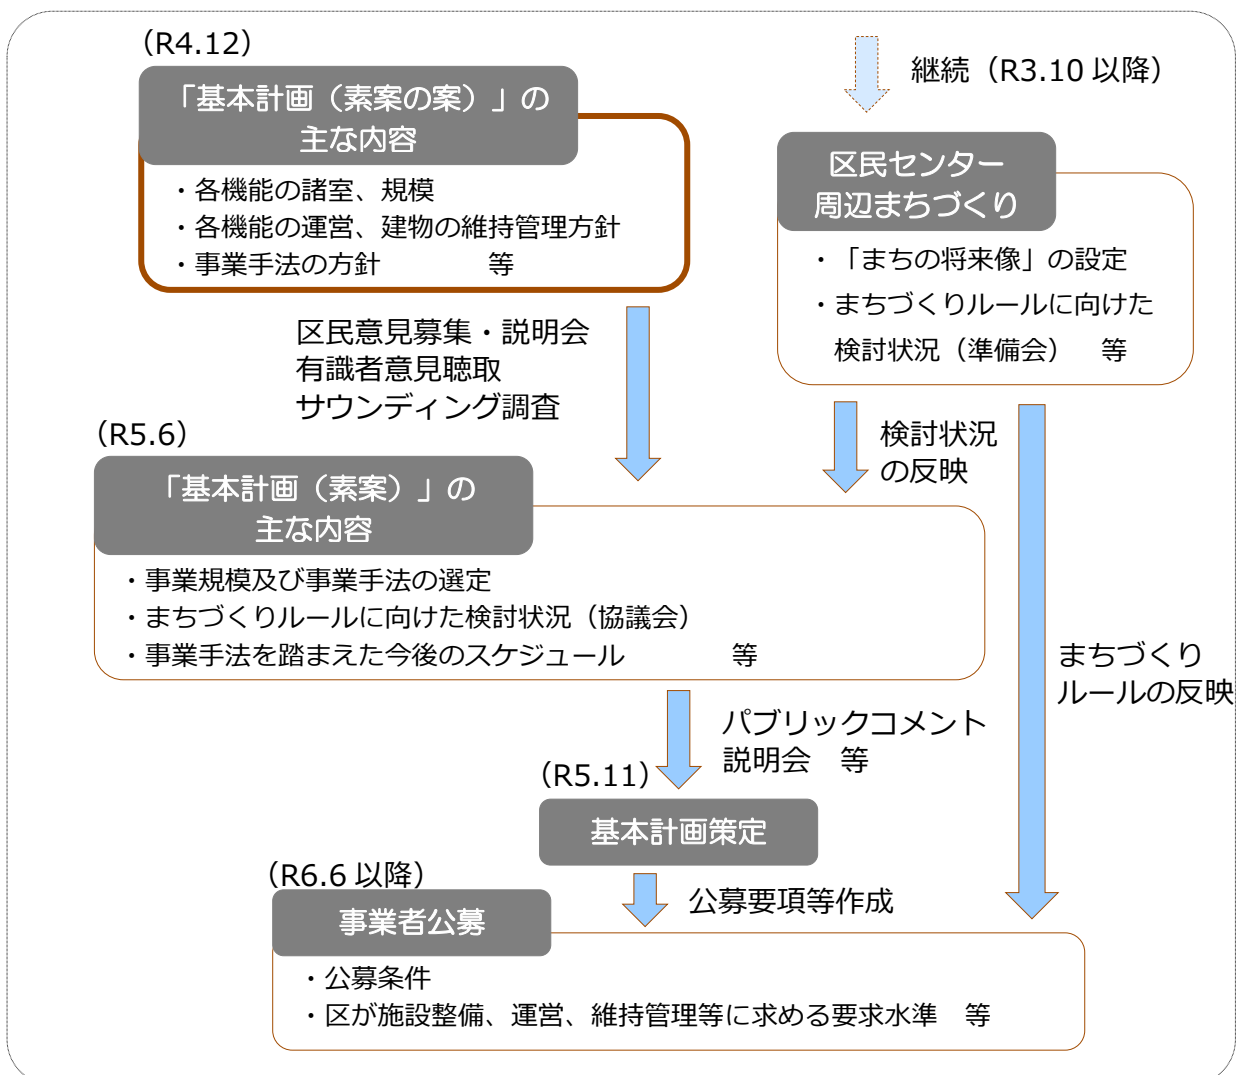 （R4.12）
「基本計画（素案の案）」の
主な内容
・各機能の諸室、規模
・各機能の運営、建物の維持管理方針
・事業手法の方針　　　　等
継続（R3.10 以降）
区民センター
周辺まちづくり
・「まちの将来像」の設定
・まちづくりルールに向けた
検討状況（準備会）　等
区民意見募集・説明会
有識者意見聴取
サウンディング調査
検討状況
の反映
（R5.6）
「基本計画（素案）」の
主な内容
・事業規模及び事業手法の選定
・まちづくりルールに向けた検討状況（協議会）
・事業手法を踏まえた今後のスケジュール　　　　等
まちづくり
ルールの反映
パブリックコメント
説明会　等
（R5.11）
基本計画策定
公募要項等作成
（R6.6 以降）
事業者公募
・公募条件
・区が施設整備、運営、維持管理等に求める要求水準　等